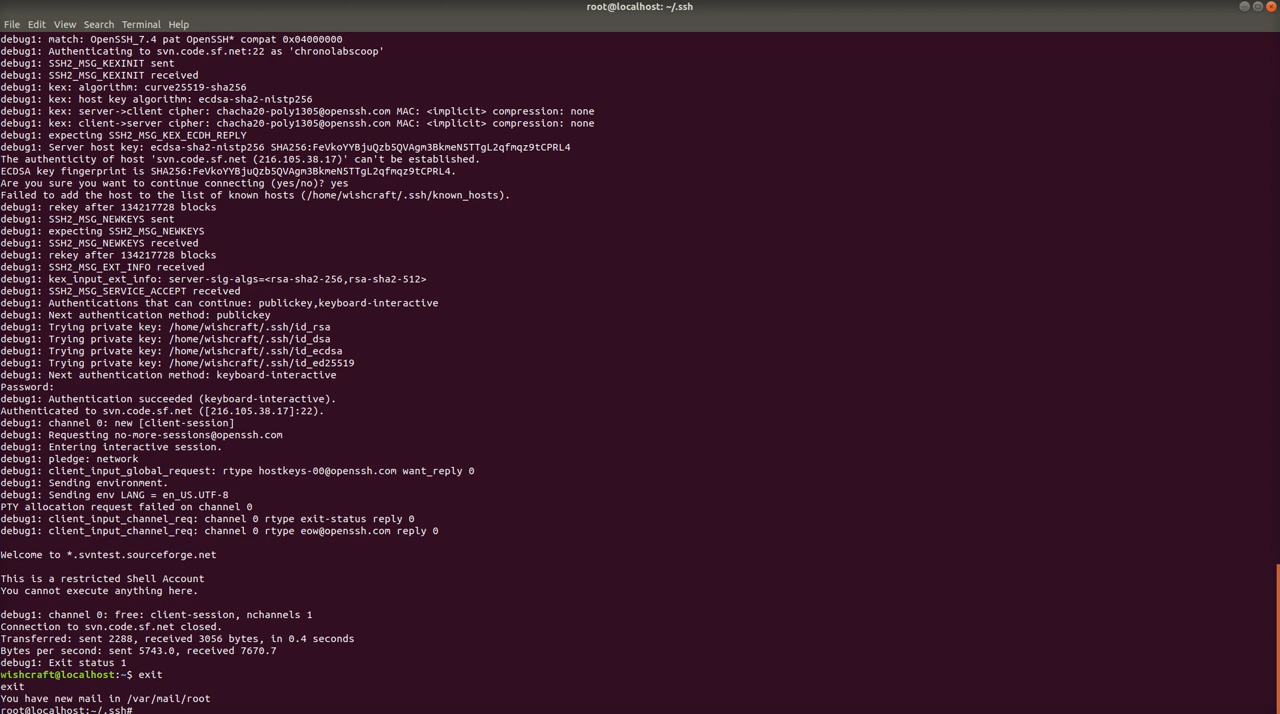 root@localhost: ~/.ssh
File Edit View Search Terminal Help
debug1: match: OpenSSH_7.4 pat OpenSSH* compat 0x04000000
debug1: Authenticating to svn.code.sf.net:22 as 'chronolabscoop'
debug1: SSH2_MSG_KEXINIT sent
debug1: SSH2_MSG_KEXINIT received
debug1: kex: algorithm: curve25519-sha256
debug1: kex: host key algorithm: ecdsa-sha2-nistp256
debug1: kex: server->client cipher: chacha20-poly1305@openssh.com MAC: <implicit> compression: none
debug1: kex: client->server cipher: chacha20-poly1305@openssh.com MAC: <implicit> compression: none
debug1: expecting SSH2_MSG_KEX_ECDH_REPLY
debug1: Server host key: ecdsa-sha2-nistp256 SHA256:FeVkoYYBjuQzb5QVAgm3BkmeN5TTgL2qfmqz9tCPRL4
The authenticity of host 'svn.code.sf.net (216.105.38.17)' can't be established.
ECDSA key fingerprint is SHA256:FeVkoYYBjuQzb5QVAgm3BkmeN5TTgL2qfmqz9tCPRL4.
Are you sure you want to continue connecting (yes/no)? yes
Failed to add the host to the list of known hosts (/home/wishcraft/.ssh/known_hosts).
debug1: rekey after 134217728 blocks
debug1: SSH2_MSG_NEWKEYS sent
debug1: expecting SSH2_MSG_NEWKEYS
debug1: SSH2_MSG_NEWKEYS received
debug1: rekey after 134217728 blocks
debug1: SSH2_MSG_EXT_INFO received
debug1: kex_input_ext_info: server-sig-algs=<rsa-sha2-256,rsa-sha2-512>
debug1: SSH2_MSG_SERVICE_ACCEPT received
debug1: Authentications that can continue: publickey,keyboard-interactive
debug1: Next authentication method: publickey
debug1: Trying private key: /home/wishcraft/.ssh/id_rsa
debug1: Trying private key: /home/wishcraft/.ssh/id_dsa
debug1: Trying private key: /home/wishcraft/.ssh/id_ecdsa
debug1: Trying private key: /home/wishcraft/.ssh/id_ed25519
debug1: Next authentication method: keyboard-interactive
Password:
debug1: Authentication succeeded (keyboard-interactive).
Authenticated to svn.code.sf.net ([216.105.38.17]:22).
debug1: channel 0: new [client-session]
debug1: Requesting no-more-sessions@openssh.com
debug1: Entering interactive session.
debug1: pledge: network
debug1: client_input_global_request: rtype hostkeys-00@openssh.com want_reply 0
debug1: Sending environment.
debug1: Sending env LANG = en_US.UTF-8
PTY allocation request failed on channel 0
debug1: client_input_channel_req: channel 0 rtype exit-status reply 0
debug1: client_input_channel_req: channel 0 rtype eow@openssh.com reply 0
Welcome to *.svntest.sourceforge.net
This is a restricted Shell Account
You cannot execute anything here.
debug1: channel 0: free: client-session, nchannels 1
Connection to svn.code.sf.net closed.
Transferred: sent 2288, received 3056 bytes, in 0.4 seconds
Bytes per second: sent 5743.0, received 7670.7
debug1: Exit status 1
wishcraft@localhost:~$ exit
exit
You have new mail in /var/mail/root
root@localhost:~/.ssh#